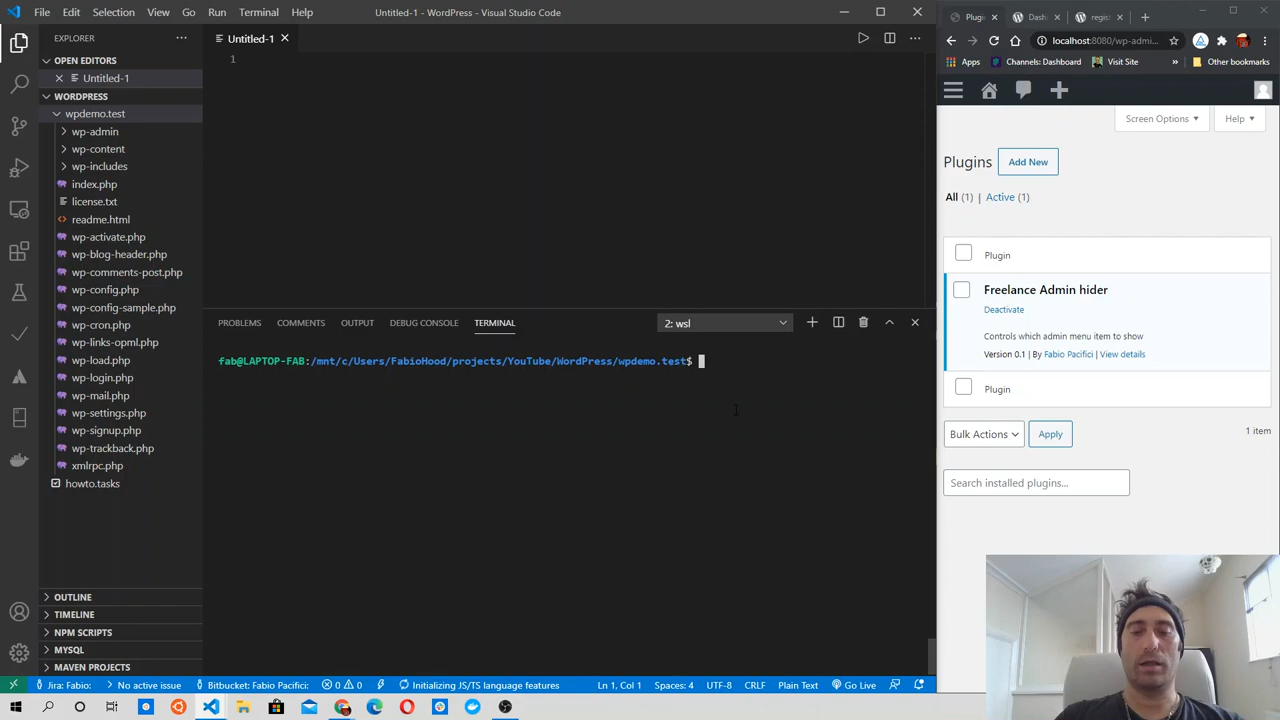 File Edit Selection View Go Run Terminal Help
Untitled-1 - WordPress - Visual Studio Code
EXPLORER
OPEN EDITORS
Untitled-1
WORDPRESS
wpdemo.test
wp-admin
wp-content
wp-includes
index.php
license.txt
readme.html
wp-activate.php
wp-blog-header.php
wp-comments-post.php
wp-config.php
wp-config-sample.php
wp-cron.php
wp-links-opml.php
wp-load.php
wp-login.php
wp-mail.php
wp-settings.php
wp-signup.php
wp-trackback.php
xmlrpc.php
howto.tasks
OUTLINE
TIMELINE
NPM SCRIPTS
MYSQL
MAVEN PROJECTS
Untitled-1
1
PROBLEMS COMMENTS OUTPUT DEBUG CONSOLE TERMINAL
2: wsl
fab@LAPTOP-FAB:/mnt/c/Users/FabioHood/projects/YouTube/WordPress/wpdemo.test$
Jira: Fabio: No active issue Bitbucket: Fabio Pacifici: 0 0 Initializing JS/TS language features Ln 1, Col 1 Spaces: 4 UTF-8 CRLF Plain Text Go Live
Plugi Dash regis
localhost:8080/wp-admi...
Apps Channels: Dashboard Visit Site » Other bookmarks
Screen Options Help
Plugins Add New
All (1) | Active (1)
Plugin
Freelance Admin hider
Deactivate
Controls which admin menu item to show
Version 0.1 | By Fabio Pacifici | View details
Plugin
Bulk Actions Apply 1 item
Search installed plugins...